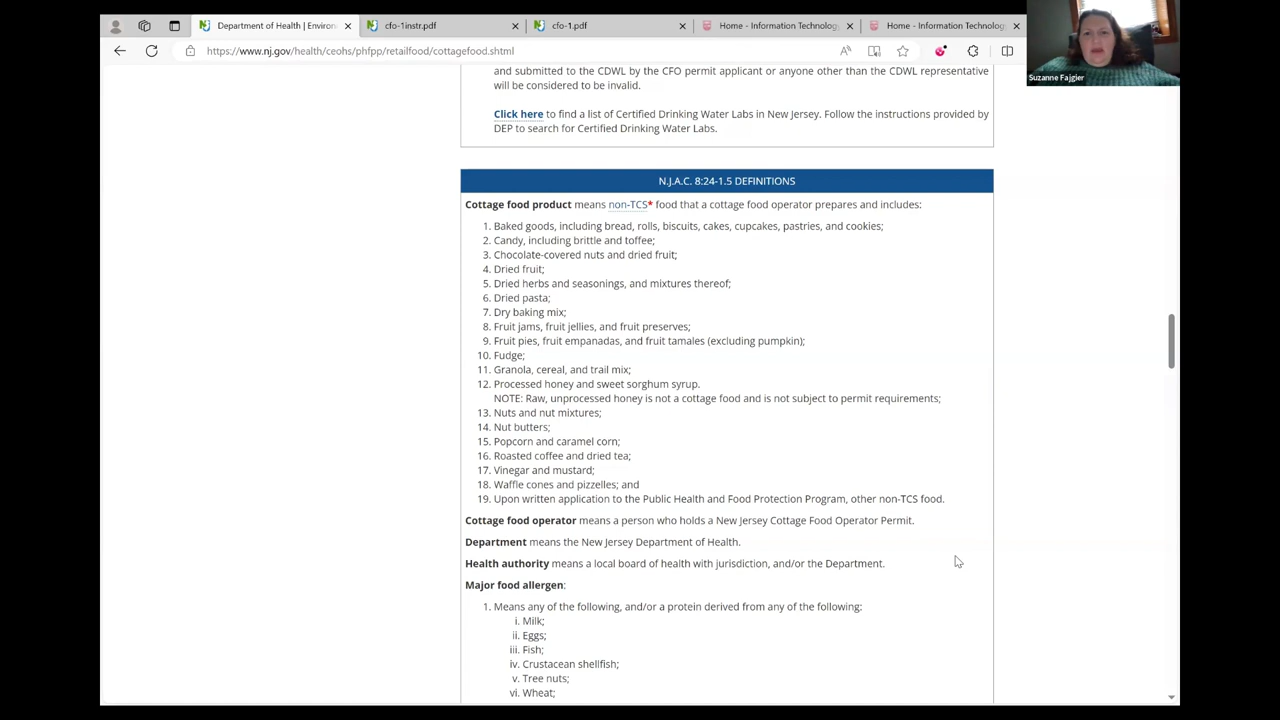 Department of Health | Environ
cfo-1instr.pdf
cfo-1.pdf
Home - Information Technology
Home - Information Technology
https://www.nj.gov/health/ceohs/phfpp/retailfood/cottagefood.shtml
Suzanne Fajgier
and submitted to the CDWL by the CFO permit applicant or anyone other than the CDWL representative
will be considered to be invalid.
Click here to find a list of Certified Drinking Water Labs in New Jersey. Follow the instructions provided by
DEP to search for Certified Drinking Water Labs.
N.J.A.C. 8:24-1.5 DEFINITIONS
Cottage food product means non-TCS* food that a cottage food operator prepares and includes:
1. Baked goods, including bread, rolls, biscuits, cakes, cupcakes, pastries, and cookies;
2. Candy, including brittle and toffee;
3. Chocolate-covered nuts and dried fruit;
4. Dried fruit;
5. Dried herbs and seasonings, and mixtures thereof;
6. Dried pasta;
7. Dry baking mix;
8. Fruit jams, fruit jellies, and fruit preserves;
9. Fruit pies, fruit empanadas, and fruit tamales (excluding pumpkin);
10. Fudge;
11. Granola, cereal, and trail mix;
12. Processed honey and sweet sorghum syrup.
NOTE: Raw, unprocessed honey is not a cottage food and is not subject to permit requirements;
13. Nuts and nut mixtures;
14. Nut butters;
15. Popcorn and caramel corn;
16. Roasted coffee and dried tea;
17. Vinegar and mustard;
18. Waffle cones and pizzelles; and
19. Upon written application to the Public Health and Food Protection Program, other non-TCS food.
Cottage food operator means a person who holds a New Jersey Cottage Food Operator Permit.
Department means the New Jersey Department of Health.
Health authority means a local board of health with jurisdiction, and/or the Department.
Major food allergen:
1. Means any of the following, and/or a protein derived from any of the following:
i. Milk;
ii. Eggs;
iii. Fish;
iv. Crustacean shellfish;
v. Tree nuts;
vi. Wheat;